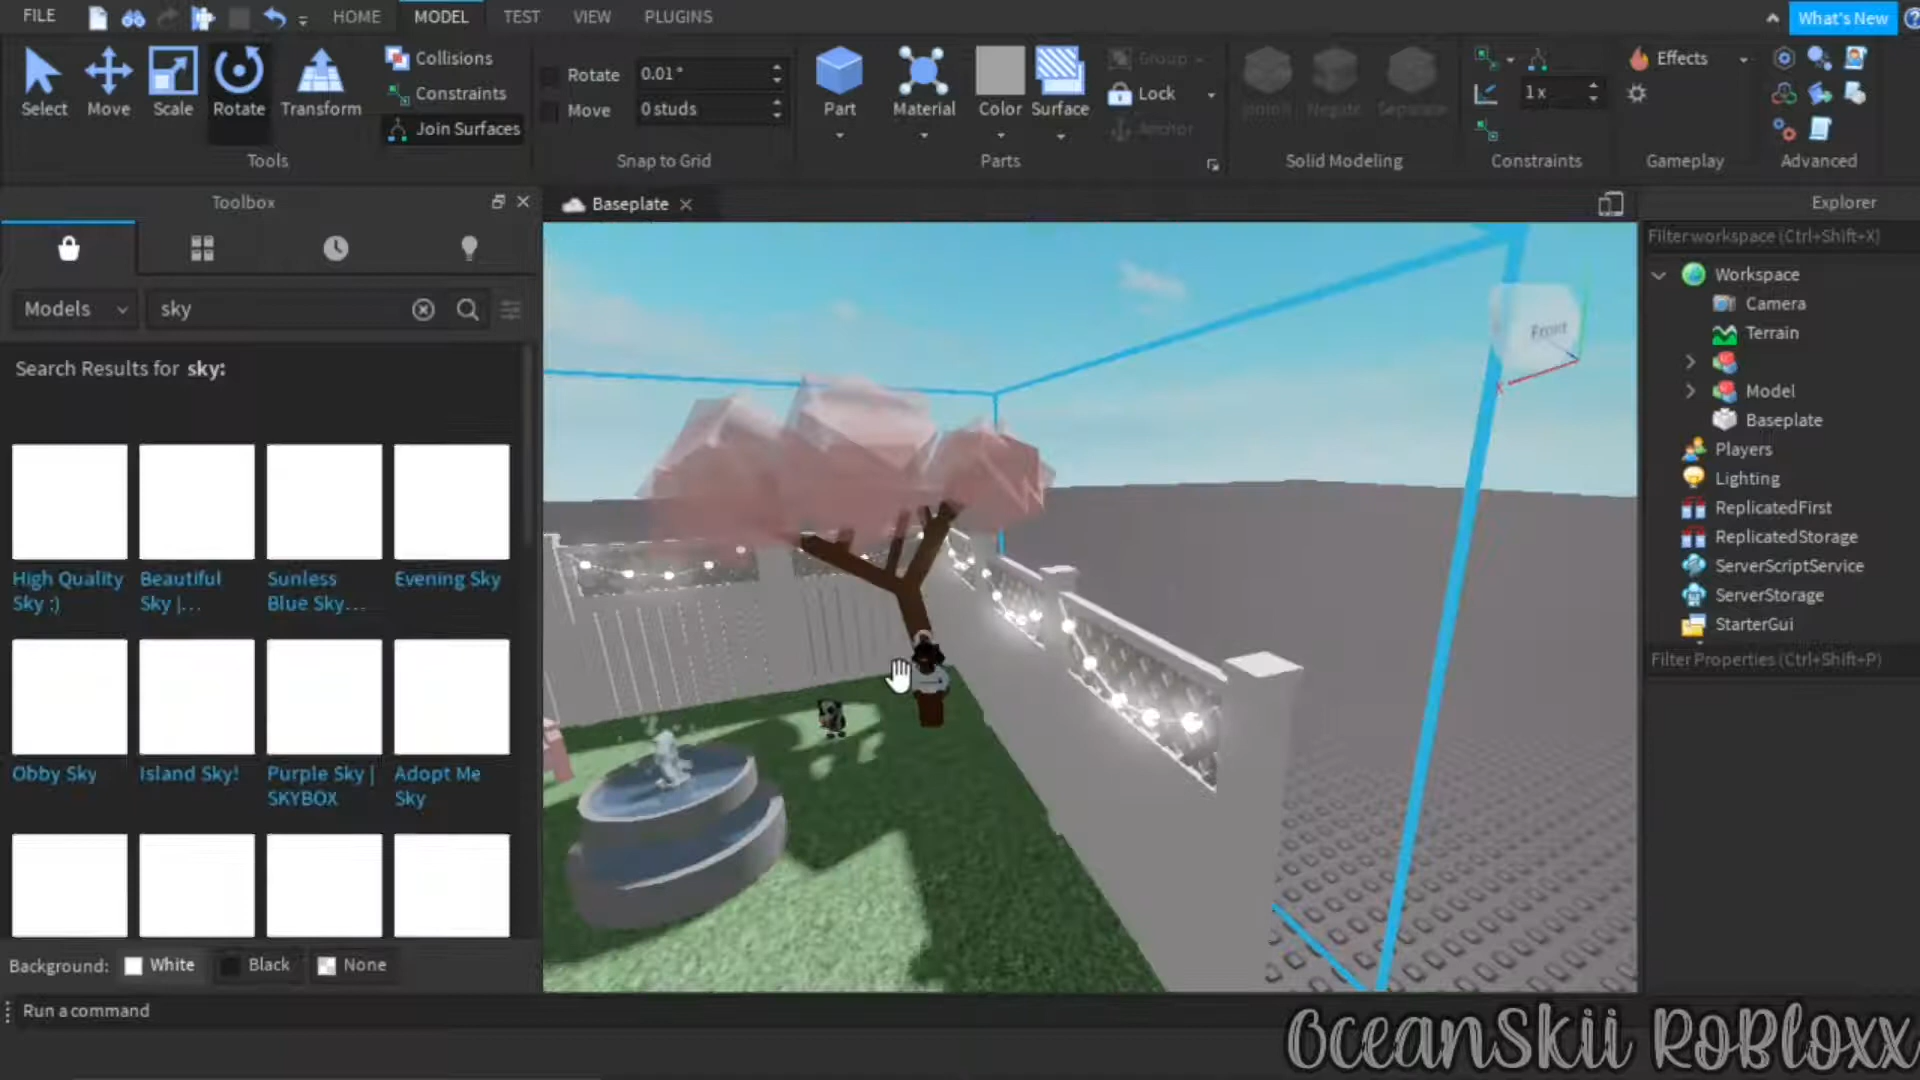 FILE
HOME
MODEL
TEST
VIEW
PLUGINS
What's New
Select
Move
Scale
Rotate
Transform
Collisions
Constraints
Join Surfaces
Tools
Rotate
0.01°
Move
0 studs
Snap to Grid
Part
Material
Color
Surface
Group
Lock
Anchor
Parts
Negate
Separate
Solid Modeling
1x
Constraints
Effects
Gameplay
Advanced
Toolbox
Baseplate
Explorer
Models
sky
Search Results for sky:
High Quality
Sky :)
Beautiful
Sky |...
Sunless
Blue Sky...
Evening Sky
Obby Sky
Island Sky!
Purple Sky |
SKYBOX
Adopt Me
Sky
Background:
White
Black
None
Run a command
Front
X
Filter workspace (Ctrl+Shift+X)
Workspace
Camera
Terrain
Model
Baseplate
Players
Lighting
ReplicatedFirst
ReplicatedStorage
ServerScriptService
ServerStorage
StarterGui
Filter Properties (Ctrl+Shift+P)
OceanSkii RoBloxx